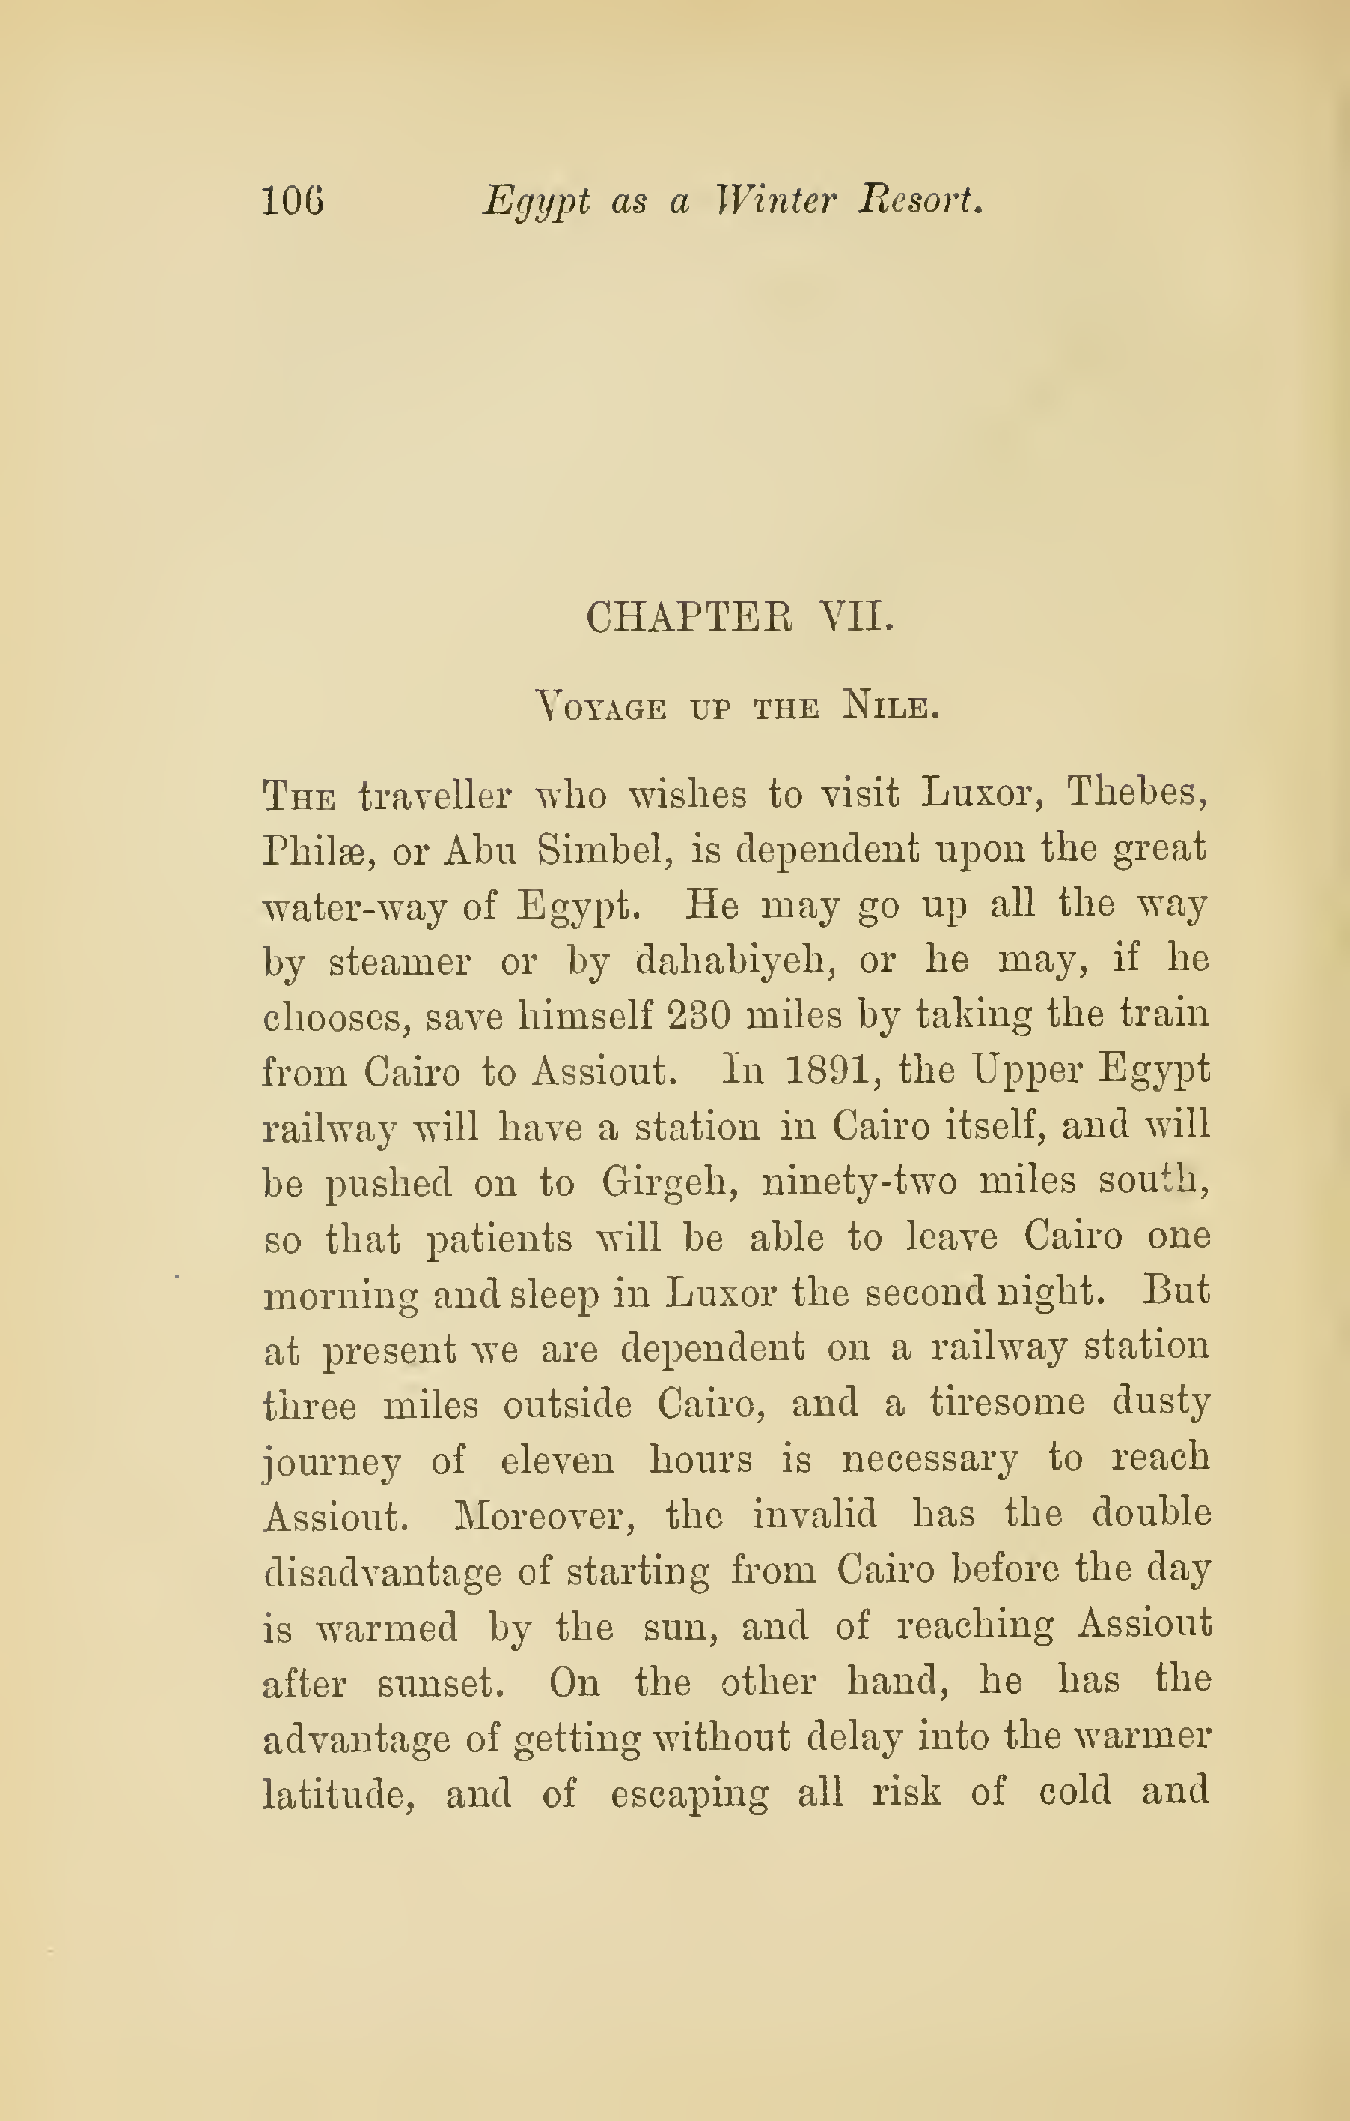 106 Egypt as a Winter Resort.
CHAPTER VII.
Voyage up the Nile.
The traveller who wishes to visit Luxor, Thebes,
Philæ, or Abu Simbel, is dependent upon the great
water-way of Egypt. He may go up all the way
by steamer or by dahabiyeh, or he may, if he
chooses, save himself 230 miles by taking the train
from Cairo to Assiout. In 1891, the Upper Egypt
railway will have a station in Cairo itself, and will
be pushed on to Girgeh, ninety-two miles south,
so that patients will be able to leave Cairo one
morning and sleep in Luxor the second night. But
at present we are dependent on a railway station
three miles outside Cairo, and a tiresome dusty
journey of eleven hours is necessary to reach
Assiout. Moreover, the invalid has the double
disadvantage of starting from Cairo before the day
is warmed by the sun, and of reaching Assiout
after sunset. On the other hand, he has the
advantage of getting without delay into the warmer
latitude, and of escaping all risk of cold and